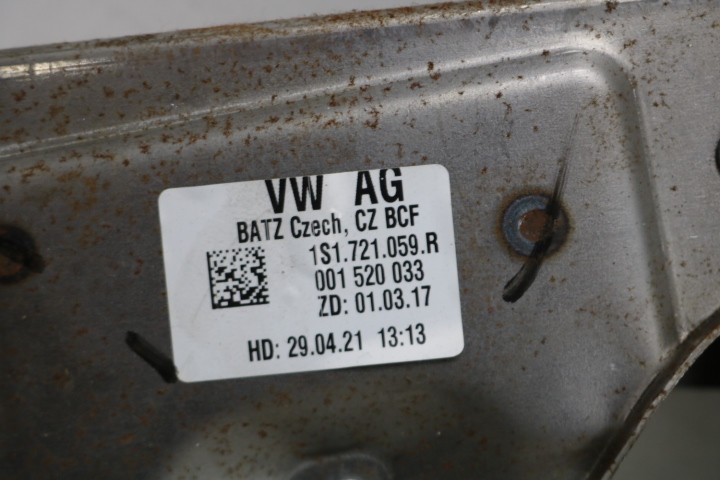 VW AG
BATZ Czech, CZ BCF
1S1.721.059.R
001 520 033
ZD: 01.03.17
HD: 29.04.21 13:13